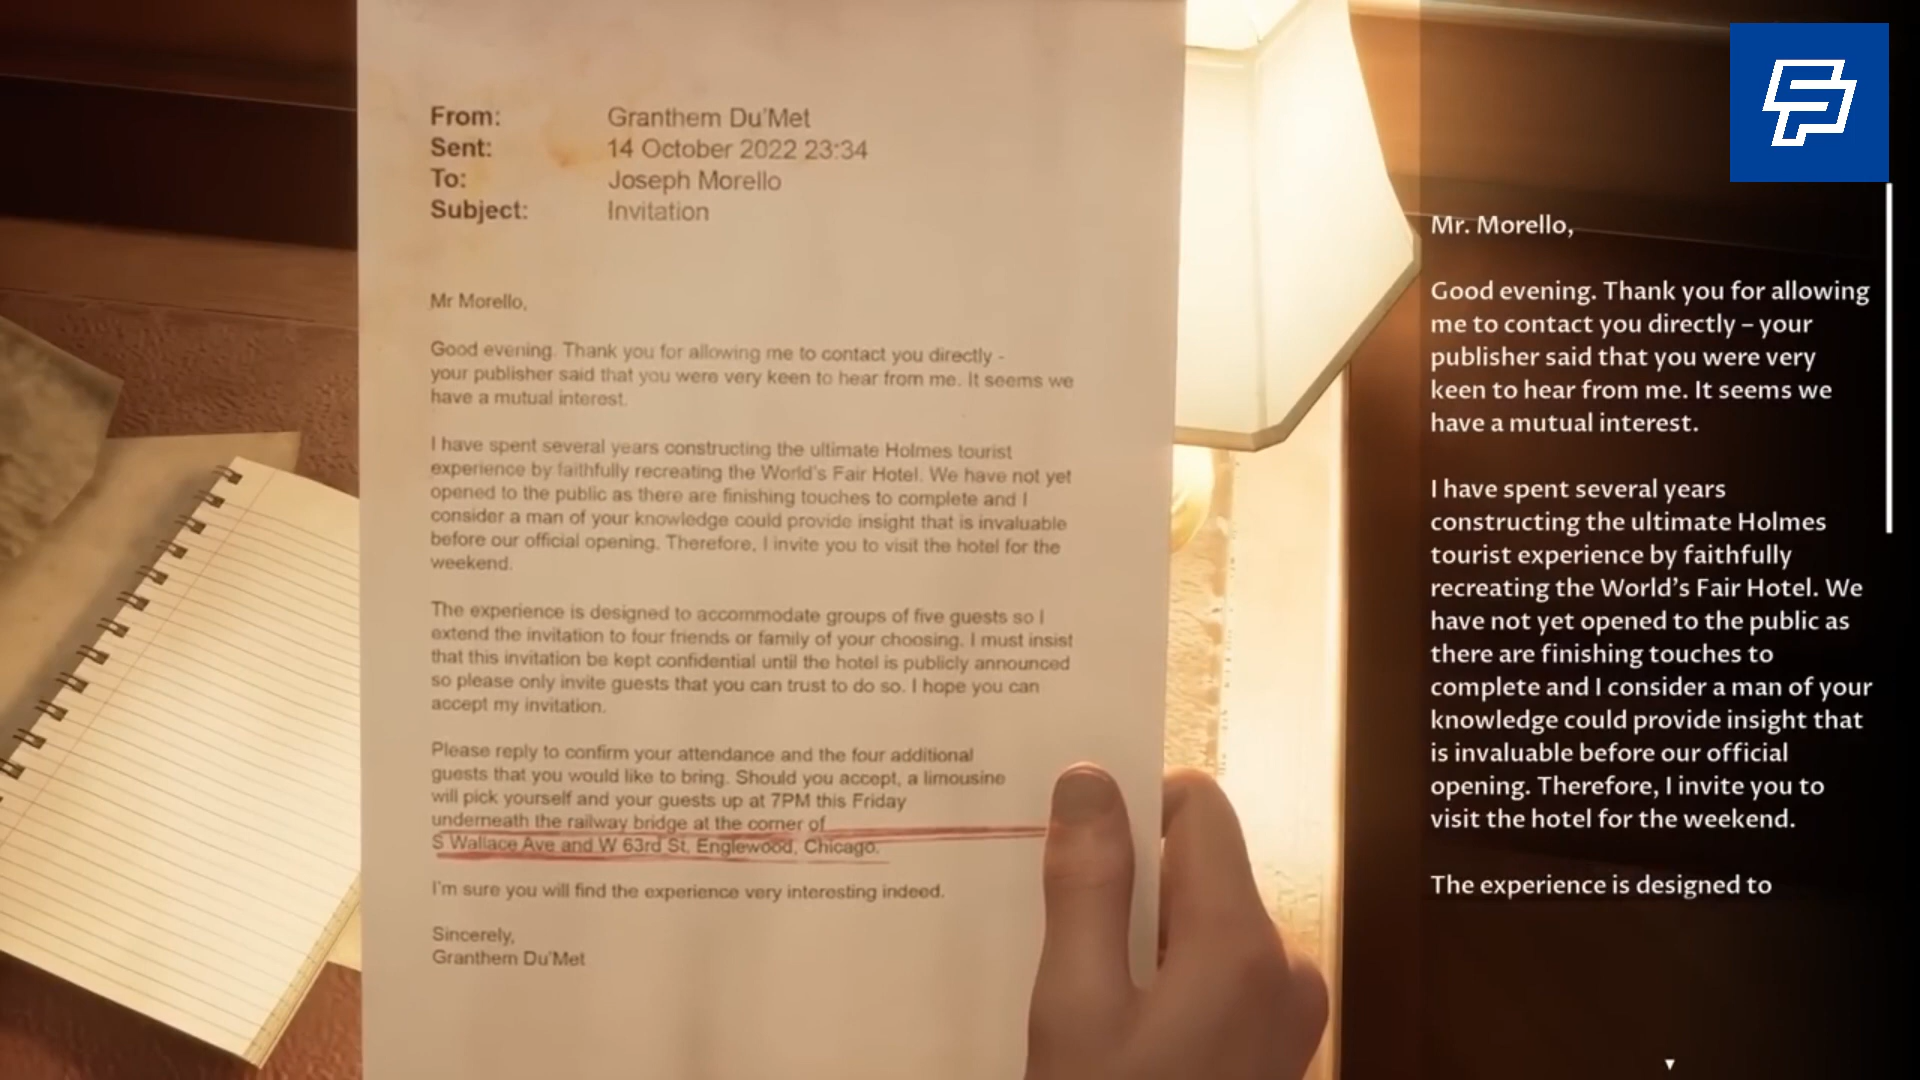 From: Granthem Du'Met
Sent: 14 October 2022 23:34
To: Joseph Morello
Subject: Invitation
Mr Morello,
Good evening. Thank you for allowing me to contact you directly -
your publisher said that you were very keen to hear from me. It seems we
have a mutual interest.
I have spent several years constructing the ultimate Holmes tourist
experience by faithfully recreating the World's Fair Hotel. We have not yet
opened to the public as there are finishing touches to complete and I
consider a man of your knowledge could provide insight that is invaluable
before our official opening. Therefore, I invite you to visit the hotel for the
weekend.
The experience is designed to accommodate groups of five guests so I
extend the invitation to four friends or family of your choosing. I must insist
that this invitation be kept confidential until the hotel is publicly announced
so please only invite guests that you can trust to do so. I hope you can
accept my invitation.
Please reply to confirm your attendance and the four additional
guests that you would like to bring. Should you accept, a limousine
will pick yourself and your guests up at 7PM this Friday
underneath the railway bridge at the corner of
S Wallace Ave and W 63rd St, Englewood, Chicago.
I'm sure you will find the experience very interesting indeed.
Sincerely,
Granthem Du'Met
Mr. Morello,
Good evening. Thank you for allowing
me to contact you directly – your
publisher said that you were very
keen to hear from me. It seems we
have a mutual interest.
I have spent several years
constructing the ultimate Holmes
tourist experience by faithfully
recreating the World's Fair Hotel. We
have not yet opened to the public as
there are finishing touches to
complete and I consider a man of your
knowledge could provide insight that
is invaluable before our official
opening. Therefore, I invite you to
visit the hotel for the weekend.
The experience is designed to